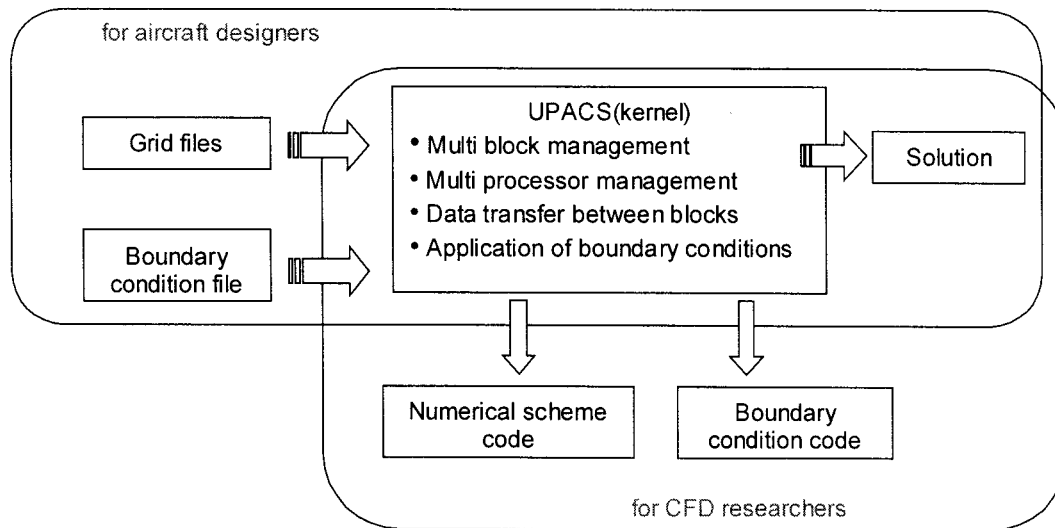 for aircraft designers
UPACS(kernel)
• Multi block management
• Multi processor management
• Data transfer between blocks
• Application of boundary conditions
Grid files
Solution
Boundary
condition file
Numerical scheme
code
Boundary
condition code
for CFD researchers